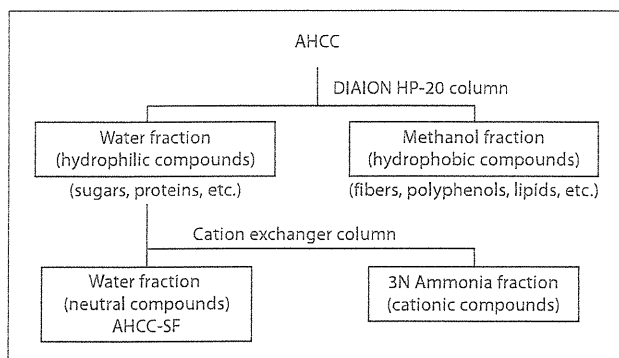 AHCC
DIAION HP-20 column
Water fraction
(hydrophilic compounds)
(sugars, proteins, etc.)
Methanol fraction
(hydrophobic compounds)
(fibers, polyphenols, lipids, etc.)
Cation exchanger column
Water fraction
(neutral compounds)
AHCC-SF
3N Ammonia fraction
(cationic compounds)